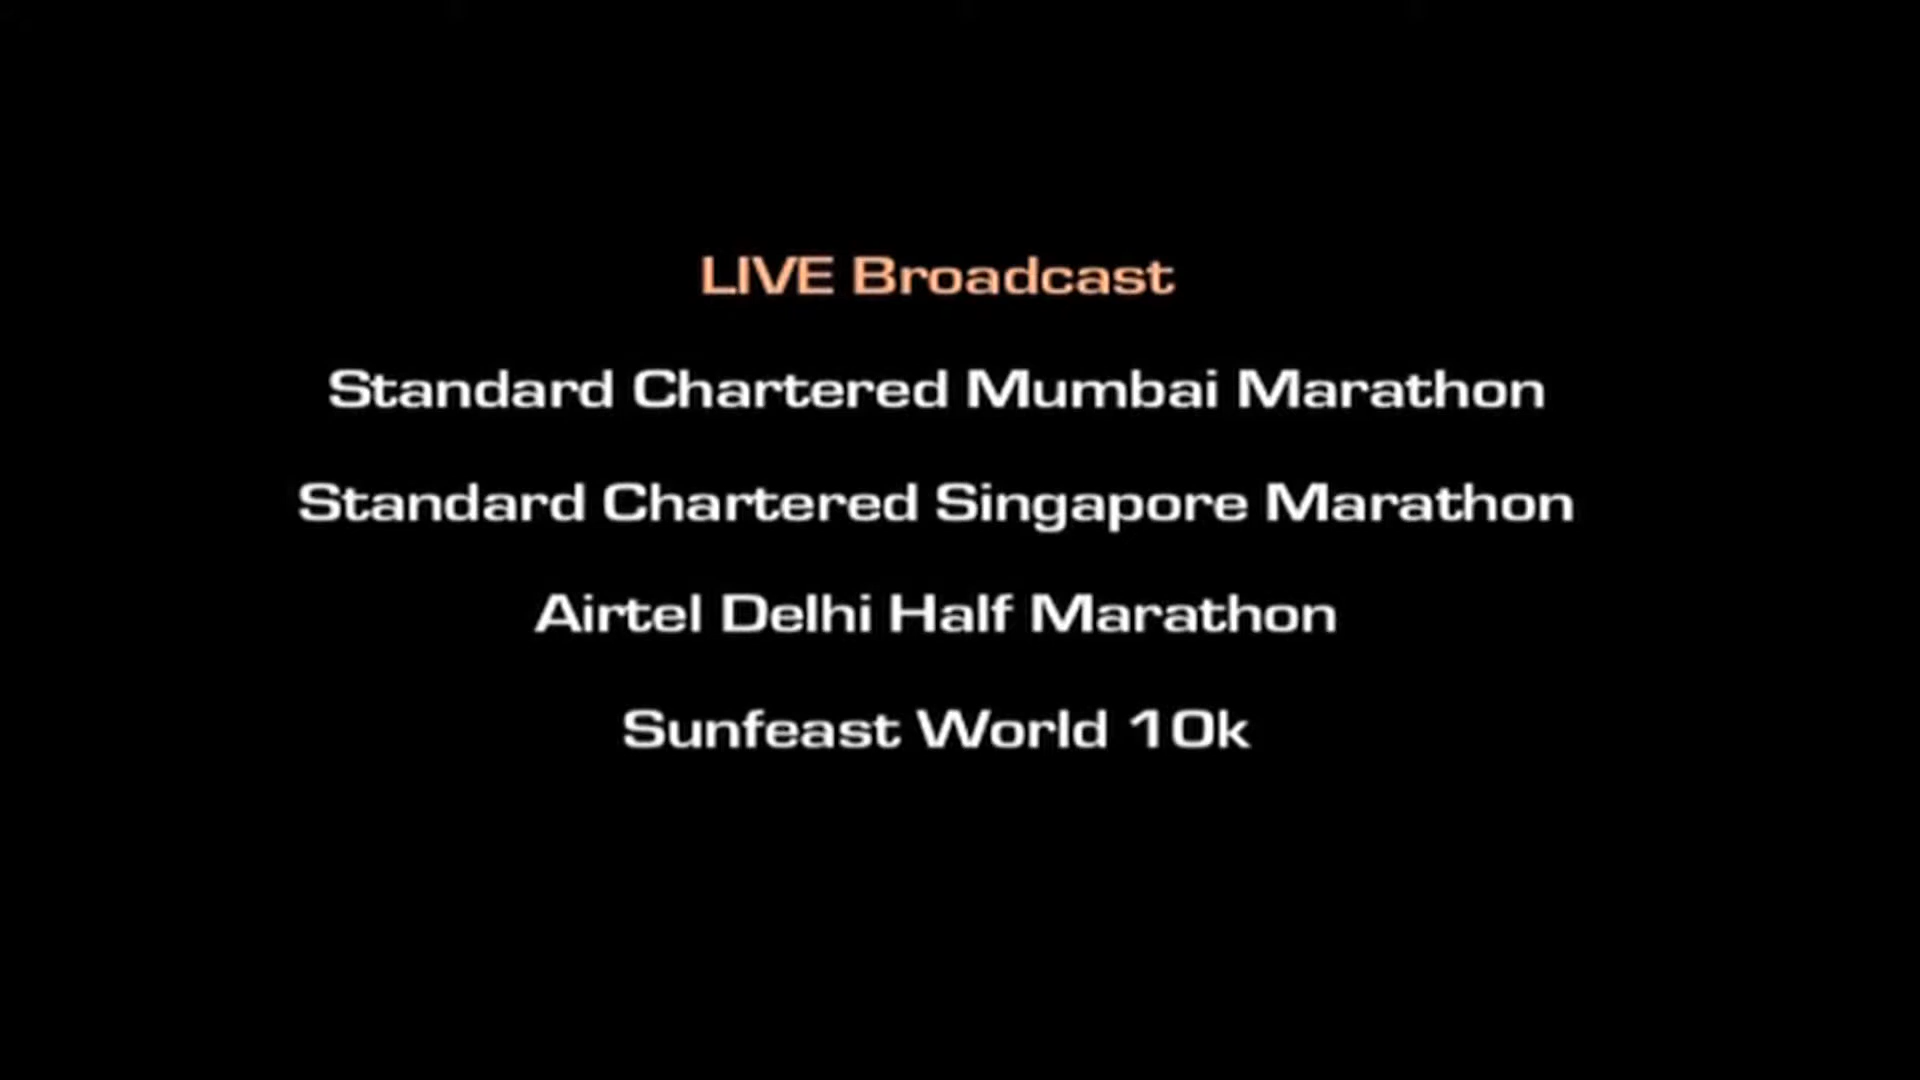 LIVE Broadcast
Standard Chartered Mumbai Marathon
Standard Chartered Singapore Marathon
Airtel Delhi Half Marathon
Sunfeast World 10k